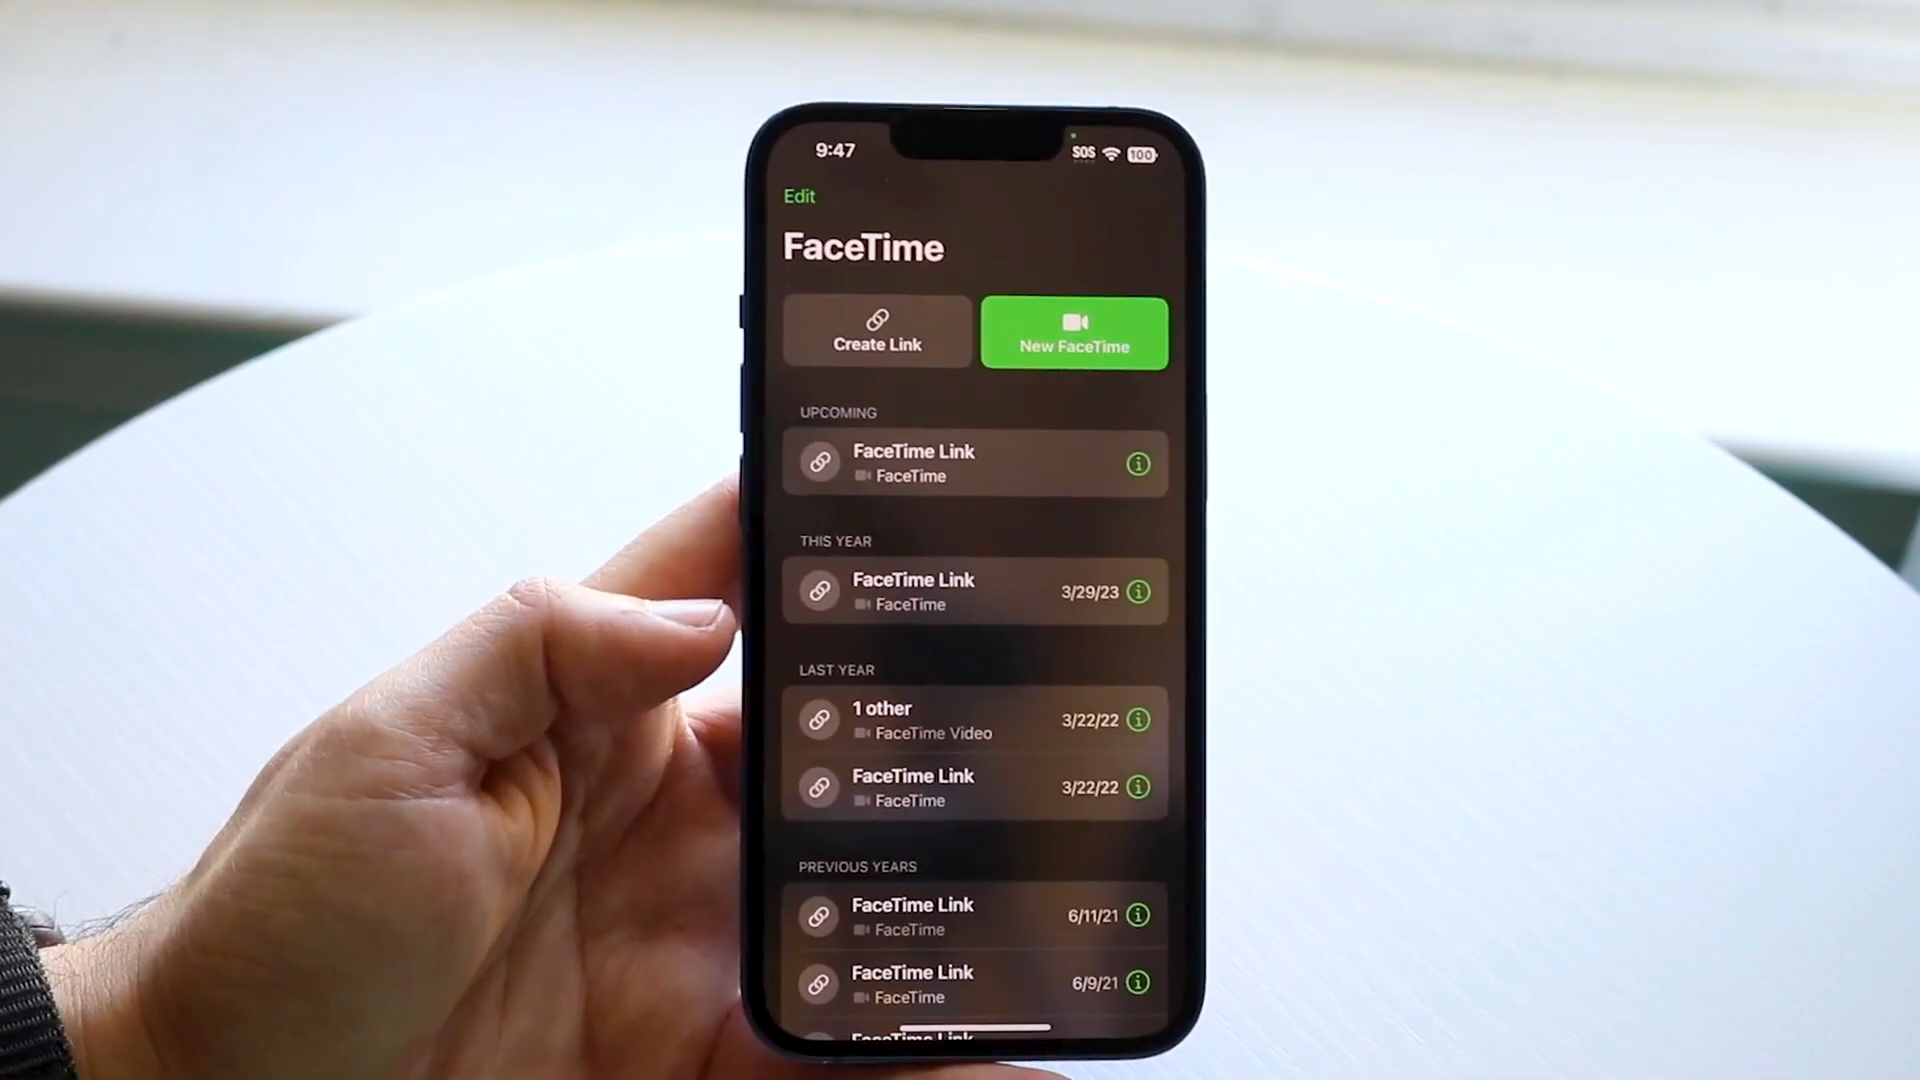 9:47
SOS
100
Edit
FaceTime
Create Link
New FaceTime
UPCOMING
FaceTime Link
FaceTime
THIS YEAR
FaceTime Link
3/29/23
FaceTime
LAST YEAR
1 other
3/22/22
FaceTime Video
FaceTime Link
3/22/22
FaceTime
PREVIOUS YEARS
FaceTime Link
6/11/21
FaceTime
FaceTime Link
6/9/21
FaceTime
FaceTime Link